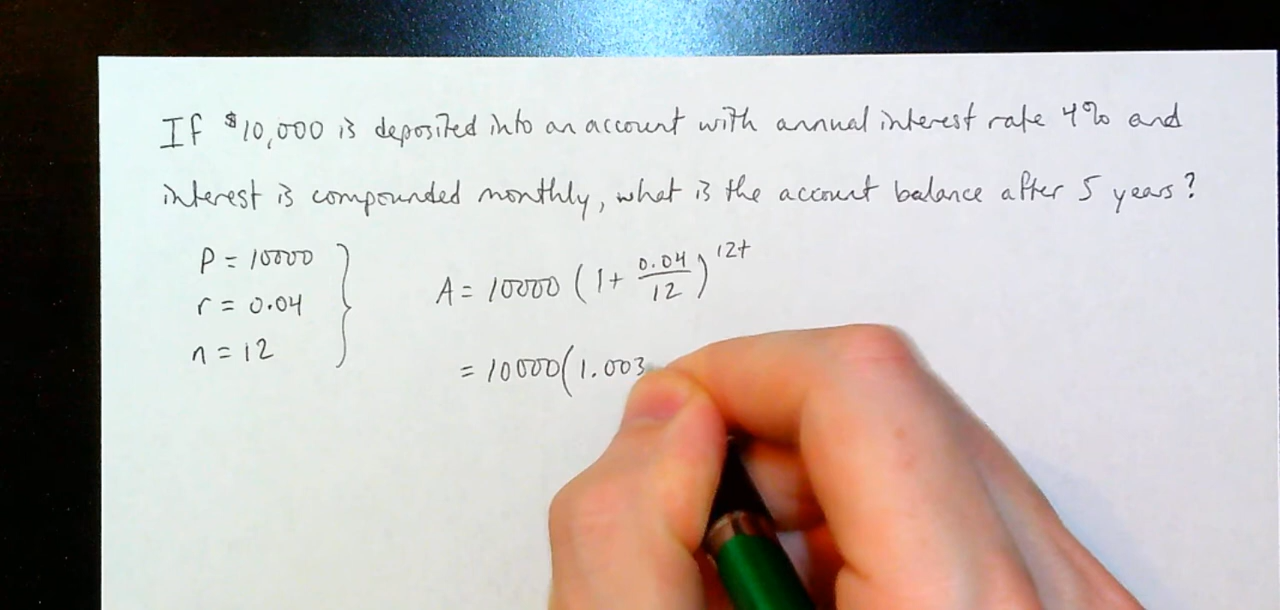 If $10,000 is deposited into an account with annual interest rate 4% and
interest is compounded monthly, what is the account balance after 5 years?
P = 10000
r = 0.04
n = 12
A = 10000 (1 + 0.04/12)^12t
= 10000(1.003